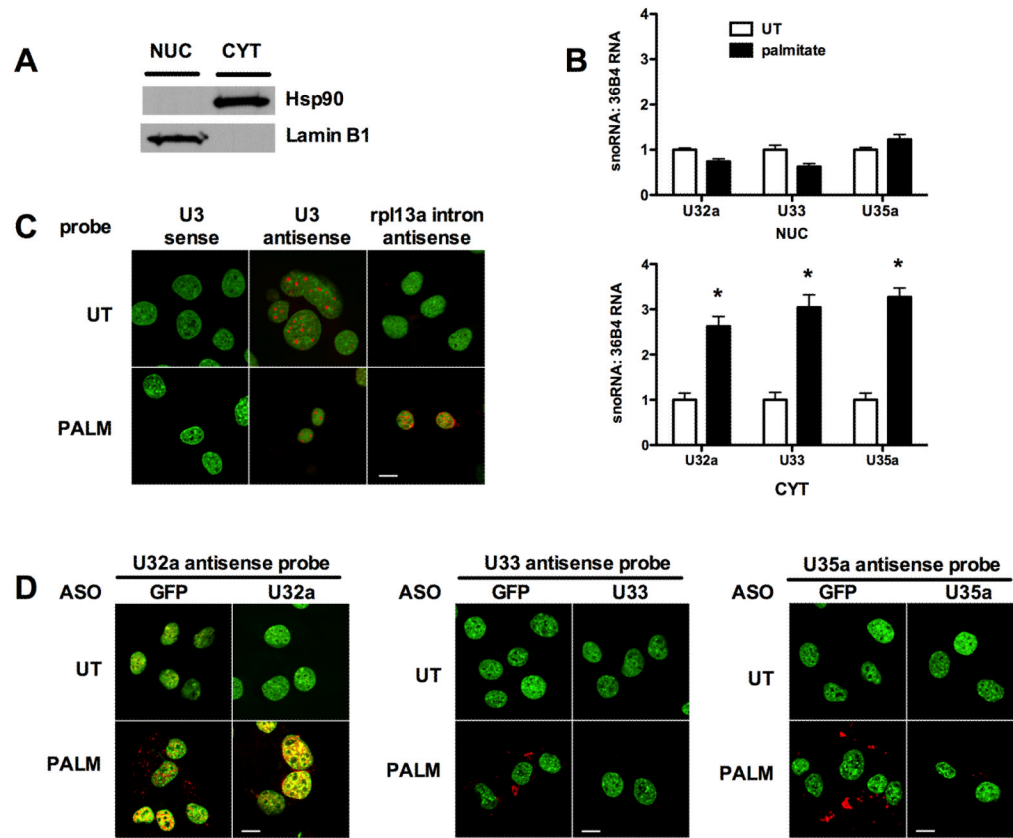 A
NUC CYT
Hsp90
Lamin B1
B
UT
palmitate
snoRNA: 36B4 RNA
4
3
2
1
0
U32a U33 U35a
NUC
snoRNA: 36B4 RNA
4
3
2
1
0
* * *
U32a U33 U35a
CYT
C
probe
U3 sense
U3 antisense
rpl13a intron antisense
UT
PALM
D
U32a antisense probe
ASO GFP U32a
UT
PALM
U33 antisense probe
ASO GFP U33
UT
PALM
U35a antisense probe
ASO GFP U35a
UT
PALM